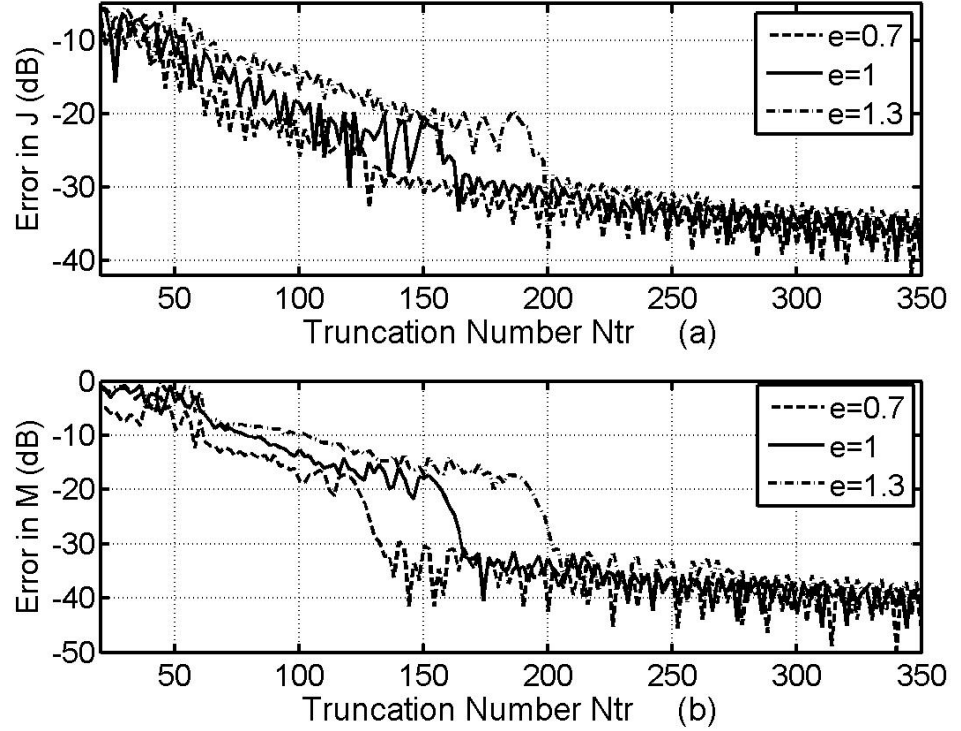 Error in J (dB)
-10
-20
-30
-40
e=0.7
e=1
e=1.3
50 100 150 200 250 300 350
Truncation Number Ntr (a)
Error in M (dB)
0
-10
-20
-30
-40
-50
e=0.7
e=1
e=1.3
50 100 150 200 250 300 350
Truncation Number Ntr (b)